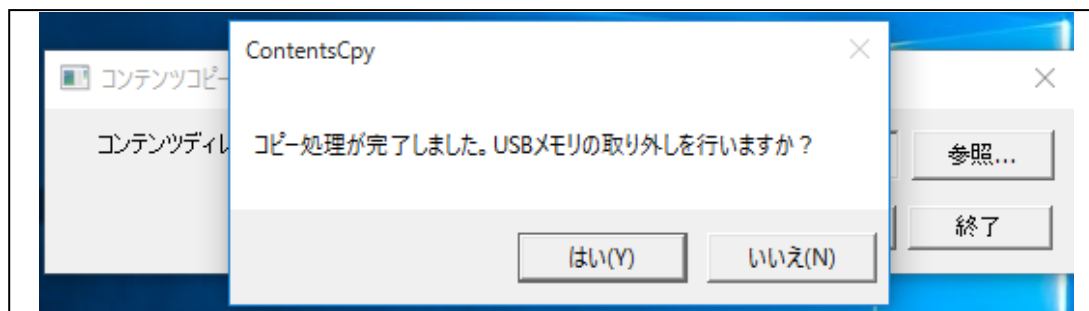 ContentsCpy
コンテンツコピー
コンテンツディレ
コピー処理が完了しました。USBメモリの取り外しを行いますか？
参照...
はい(Y)
いいえ(N)
終了